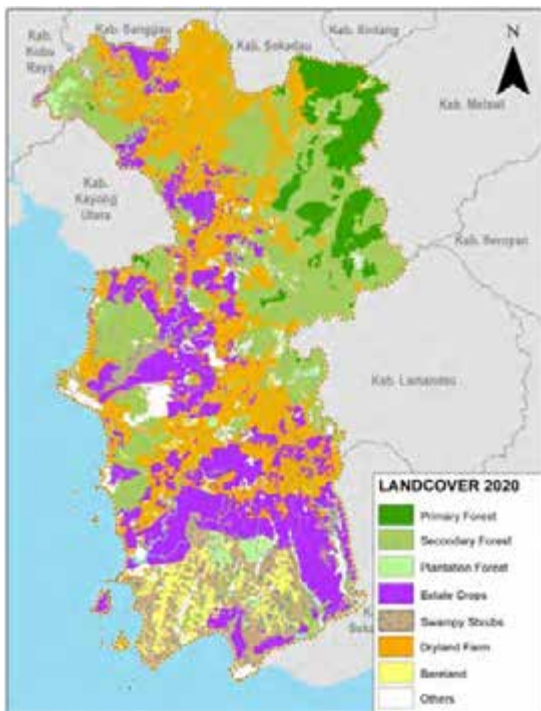 Kab. Sanggau
Kab. Sintang
Kab. Sekadau
Kab.
Kubu
Raya
N
Kab. Melawi
Kab.
Kayong
Utara
Kab. Seruyan
Kab. Lamandau
LANDCOVER 2020
Primary Forest
Secondary Forest
Plantation Forest
Estate Crops
Swampy Shrubs
Dryland Farm
Bareland
Others